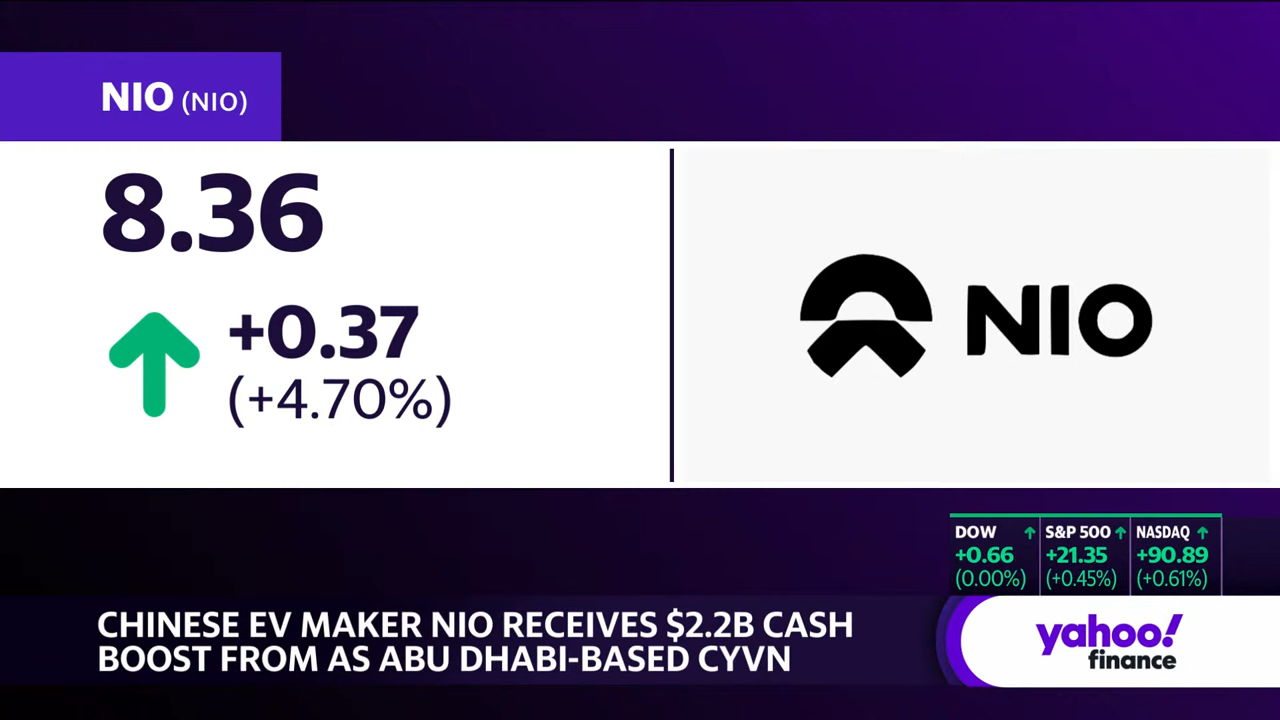 NIO (NIO)
8.36
+0.37
(+4.70%)
NIO
DOW
+0.66
(0.00%)
S&P 500
+21.35
(+0.45%)
NASDAQ
+90.89
(+0.61%)
CHINESE EV MAKER NIO RECEIVES $2.2B CASH
BOOST FROM AS ABU DHABI-BASED CYVN
yahoo!
finance